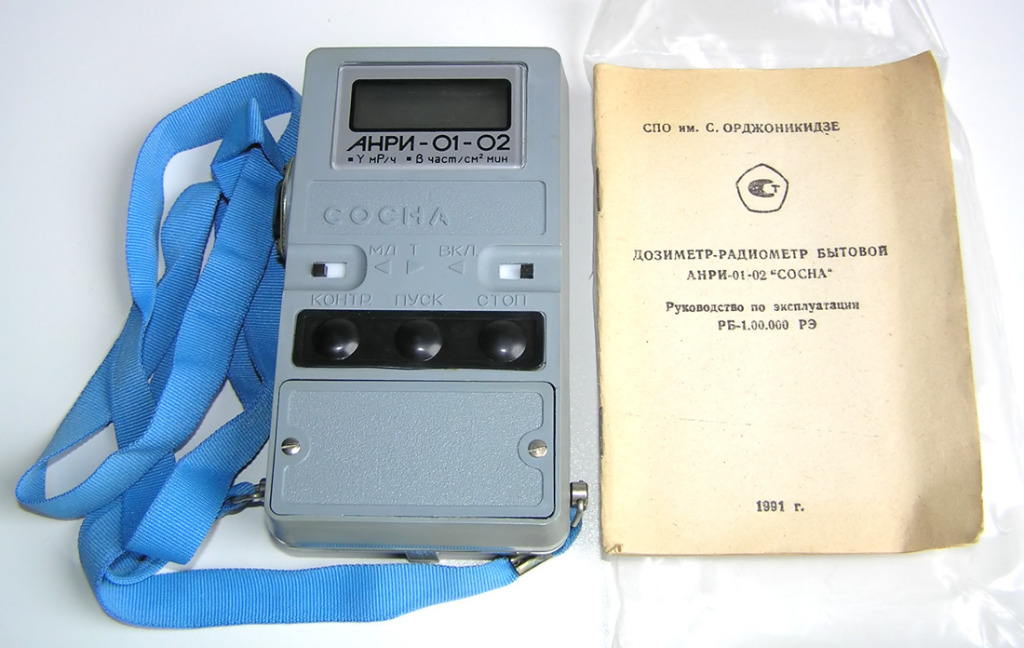 АНРИ-01-02
▪ γ мР/ч ▪ β част/см² мин
СОСНА
МД Т ВКЛ.
КОНТР. ПУСК СТОП
СПО им. С. ОРДЖОНИКИДЗЕ
СТ
ДОЗИМЕТР-РАДИОМЕТР БЫТОВОЙ
АНРИ-01-02 "СОСНА"
Руководство по эксплуатации
РБ-1.00.000 РЭ
1991 г.